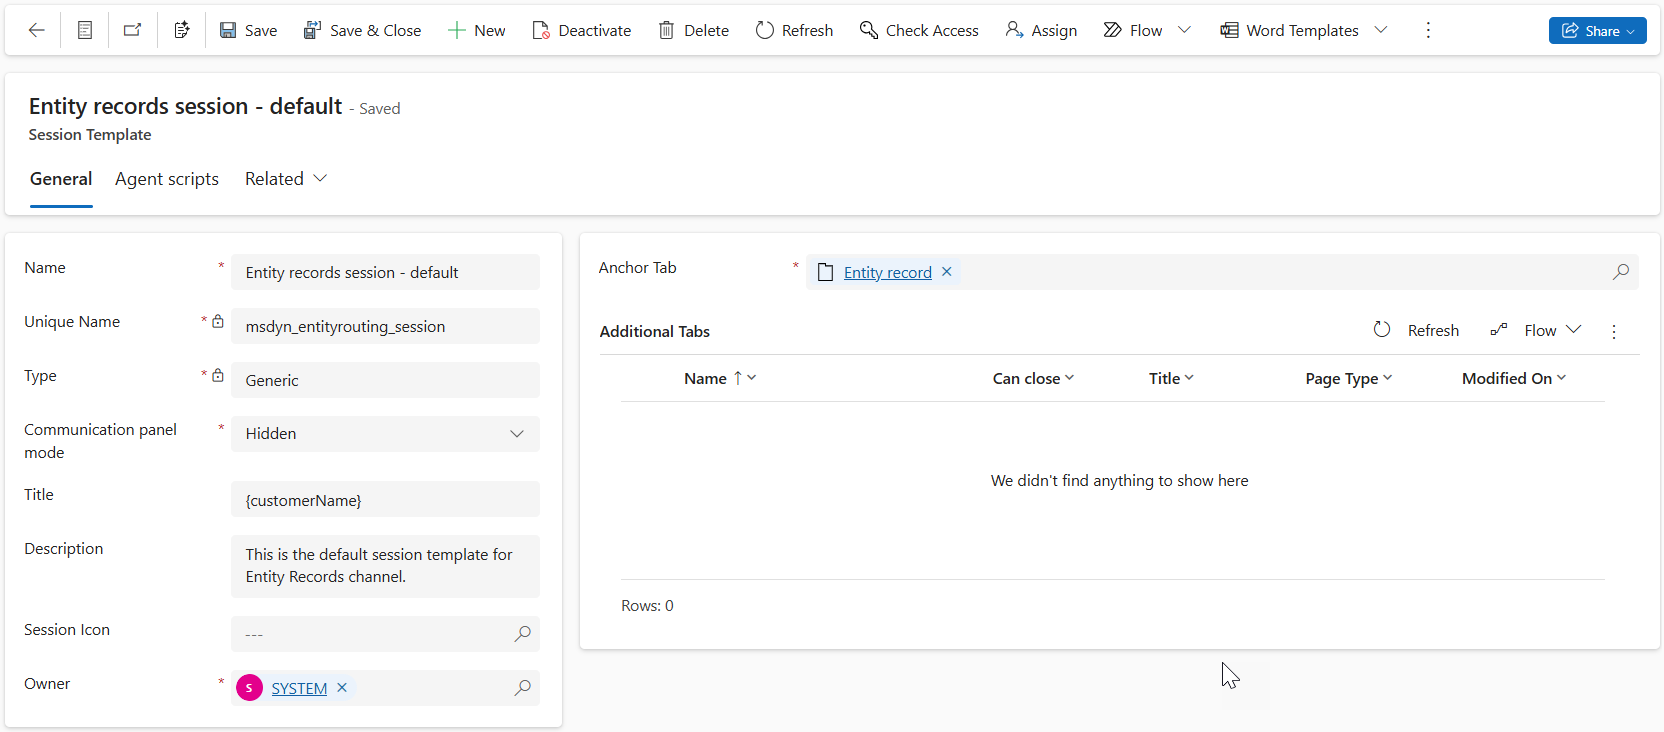 Save
Save & Close
New
Deactivate
Delete
Refresh
Check Access
Assign
Flow
Word Templates
Share
Entity records session - default - Saved
Session Template
General
Agent scripts
Related
Name * Entity records session - default
Unique Name * msdyn_entityrouting_session
Type * Generic
Communication panel mode * Hidden
Title {customerName}
Description
This is the default session template for
Entity Records channel.
Session Icon ---
Owner * S SYSTEM
Anchor Tab * Entity record
Additional Tabs
Refresh
Flow
Name
Can close
Title
Page Type
Modified On
We didn't find anything to show here
Rows: 0